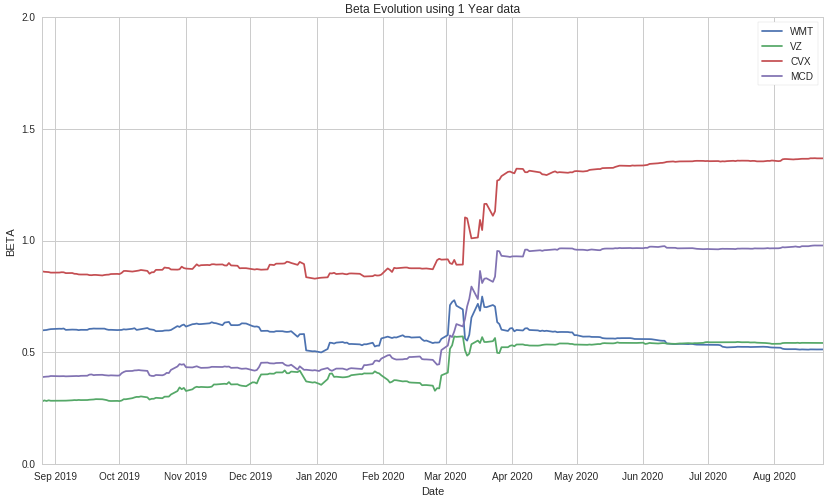 Beta Evolution using 1 Year data
2.0
1.5
1.0
0.5
0.0
BETA
WMT
VZ
CVX
MCD
Sep 2019 Oct 2019 Nov 2019 Dec 2019 Jan 2020 Feb 2020 Mar 2020 Apr 2020 May 2020 Jun 2020 Jul 2020 Aug 2020
Date